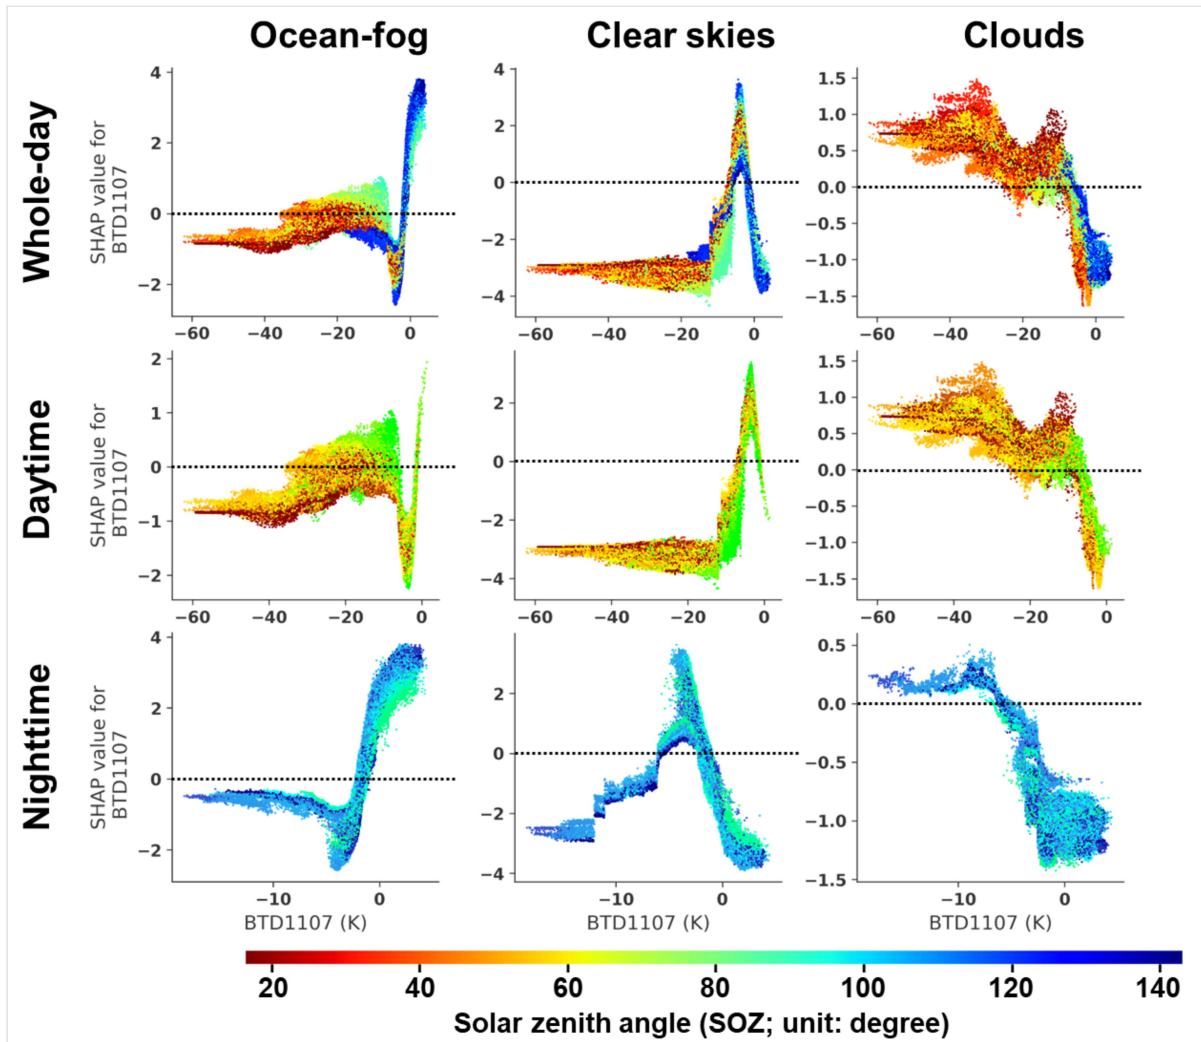 Ocean-fog Clear skies Clouds
Whole-day
SHAP value for
BTD1107
4
2
0
−2
−60 −40 −20 0
4
2
0
−2
−4
−60 −40 −20 0
1.5
1.0
0.5
0.0
−0.5
−1.0
−1.5
−60 −40 −20 0
Daytime
SHAP value for
BTD1107
2
1
0
−1
−2
−60 −40 −20 0
2
0
−2
−4
−60 −40 −20 0
1.5
1.0
0.5
0.0
−0.5
−1.0
−1.5
−60 −40 −20 0
Nighttime
SHAP value for
BTD1107
4
2
0
−2
−10 0
BTD1107 (K)
2
0
−2
−4
−10 0
BTD1107 (K)
0.5
0.0
−0.5
−1.0
−1.5
−10 0
BTD1107 (K)
20 40 60 80 100 120 140
Solar zenith angle (SOZ; unit: degree)